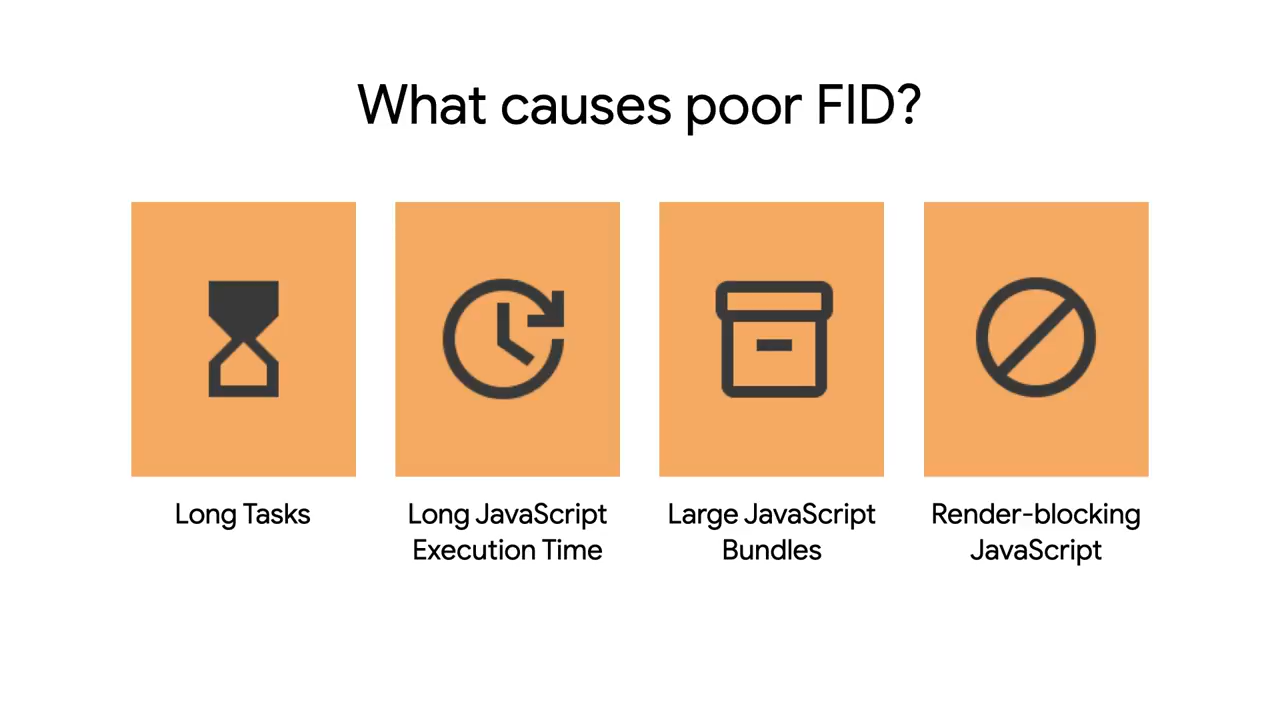 What causes poor FID?
Long Tasks
Long JavaScript
Execution Time
Large JavaScript
Bundles
Render-blocking
JavaScript